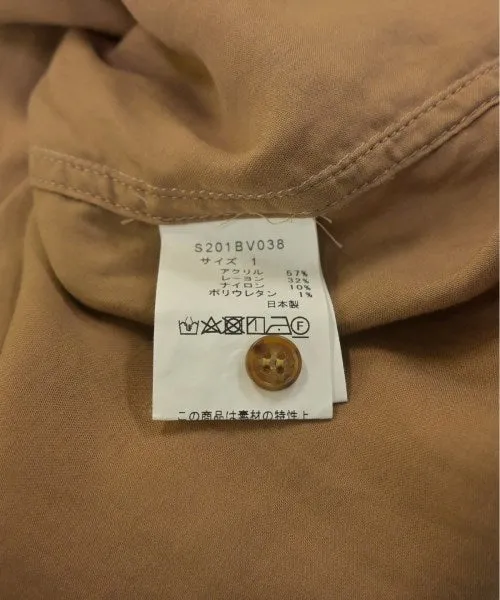 S201BV038
サイズ 1
アクリル 57%
レーヨン 32%
ナイロン 10%
ポリウレタン 1%
日本製
F
この商品は素材の特性上